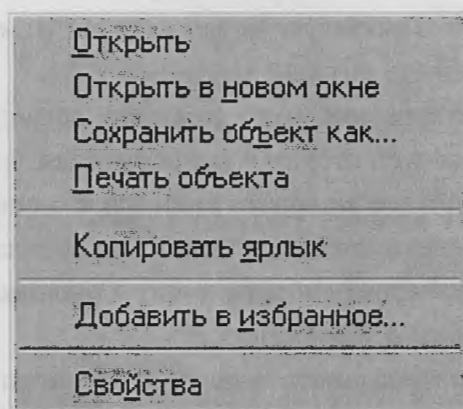 Открыть
Открыть в новом окне
Сохранить объект как...
Печать объекта
Копировать ярлык
Добавить в избранное...
Свойства